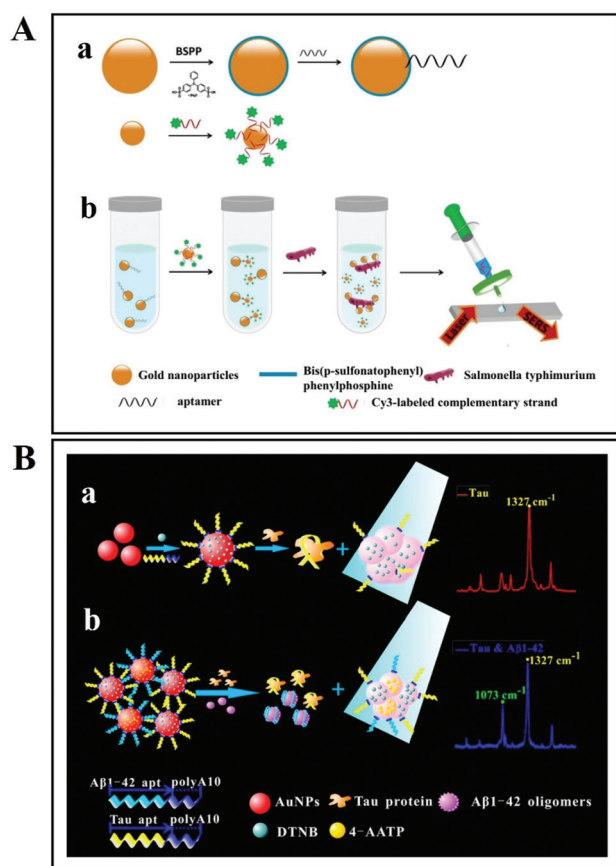 A
a
BSPP
b
Laser
SERS
Gold nanoparticles
Bis(p-sulfonatophenyl)
phenylphosphine
Salmonella typhimurium
aptamer
Cy3-labeled complementary strand
B
a
Tau
1327 cm⁻¹
b
Tau & Aβ1-42
1327 cm⁻¹
1073 cm⁻¹
Aβ1-42 apt polyA10
Tau apt polyA10
AuNPs
Tau protein
Aβ1-42 oligomers
DTNB
4-AATP